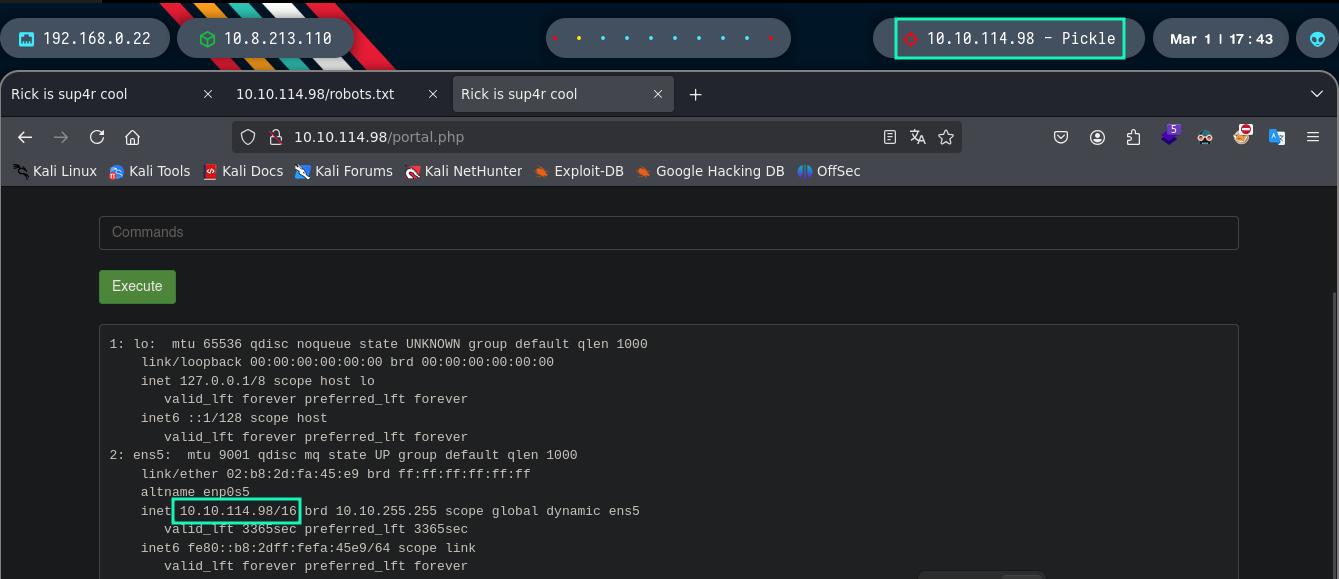 192.168.0.22 10.8.213.110 10.10.114.98 - Pickle Mar 1 | 17:43
Rick is sup4r cool 10.10.114.98/robots.txt Rick is sup4r cool
10.10.114.98/portal.php 5
Kali Linux Kali Tools Kali Docs Kali Forums Kali NetHunter Exploit-DB Google Hacking DB OffSec
Commands
Execute
1: lo:  mtu 65536 qdisc noqueue state UNKNOWN group default qlen 1000
link/loopback 00:00:00:00:00:00 brd 00:00:00:00:00:00
inet 127.0.0.1/8 scope host lo
valid_lft forever preferred_lft forever
inet6 ::1/128 scope host
valid_lft forever preferred_lft forever
2: ens5:  mtu 9001 qdisc mq state UP group default qlen 1000
link/ether 02:b8:2d:fa:45:e9 brd ff:ff:ff:ff:ff:ff
altname enp0s5
inet 10.10.114.98/16 brd 10.10.255.255 scope global dynamic ens5
valid_lft 3365sec preferred_lft 3365sec
inet6 fe80::b8:2dff:fefa:45e9/64 scope link
valid_lft forever preferred_lft forever